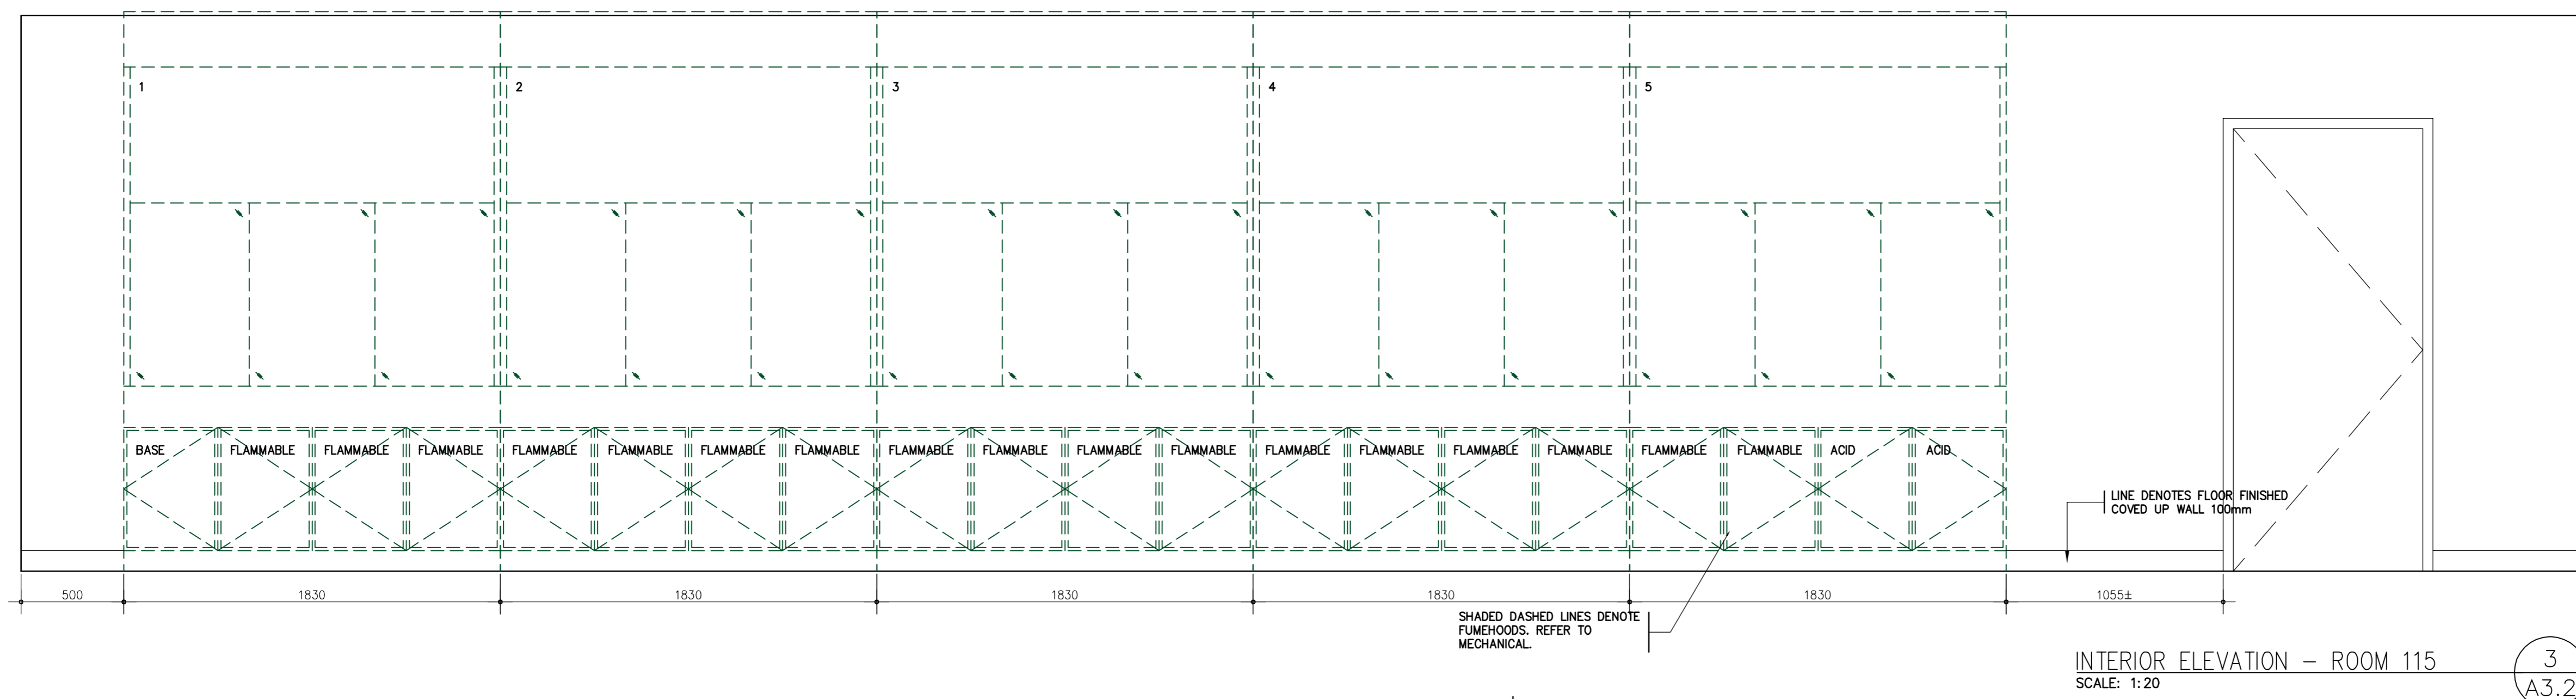 1
2
3
4
5
BASE FLAMMABLE FLAMMABLE FLAMMABLE FLAMMABLE FLAMMABLE FLAMMABLE FLAMMABLE FLAMMABLE FLAMMABLE FLAMMABLE FLAMMABLE FLAMMABLE FLAMMABLE FLAMMABLE FLAMMABLE FLAMMABLE FLAMMABLE ACID ACID
LINE DENOTES FLOOR FINISHED
COVED UP WALL 100mm
500 1830 1830 1830 1830 1830 1055±
SHADED DASHED LINES DENOTE
FUMEHOODS. REFER TO
MECHANICAL.
INTERIOR ELEVATION - ROOM 115
SCALE: 1:20
3
A3.2